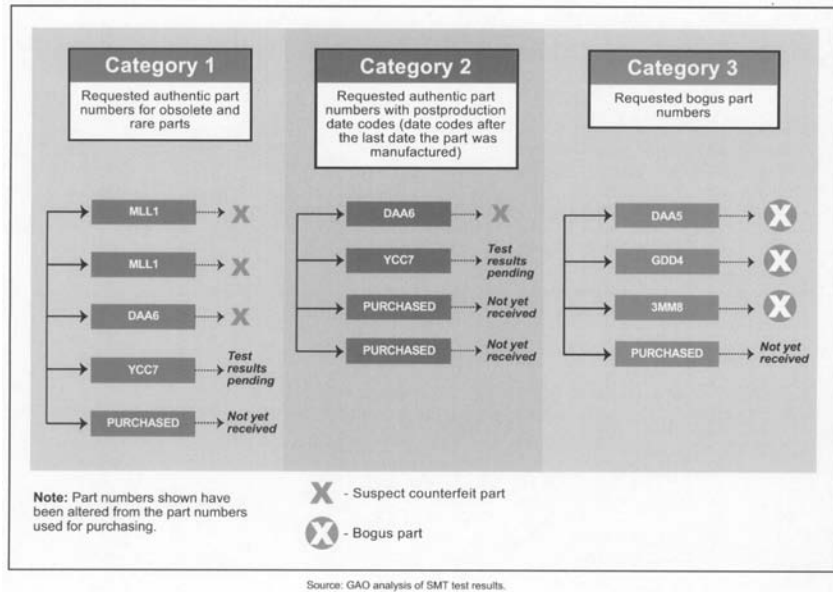 Category 1
Requested authentic part
numbers for obsolete and
rare parts
MLL1
MLL1
DAA6
YCC7
Test
results
pending
PURCHASED
Not yet
received
Category 2
Requested authentic part
numbers with postproduction
date codes (date codes after
the last date the part was
manufactured)
DAA6
YCC7
Test
results
pending
PURCHASED
Not yet
received
PURCHASED
Not yet
received
Category 3
Requested bogus part
numbers
DAA5
GDD4
3MM8
PURCHASED
Not yet
received
Note: Part numbers shown have
been altered from the part numbers
used for purchasing.
X - Suspect counterfeit part
X - Bogus part
Source: GAO analysis of SMT test results.